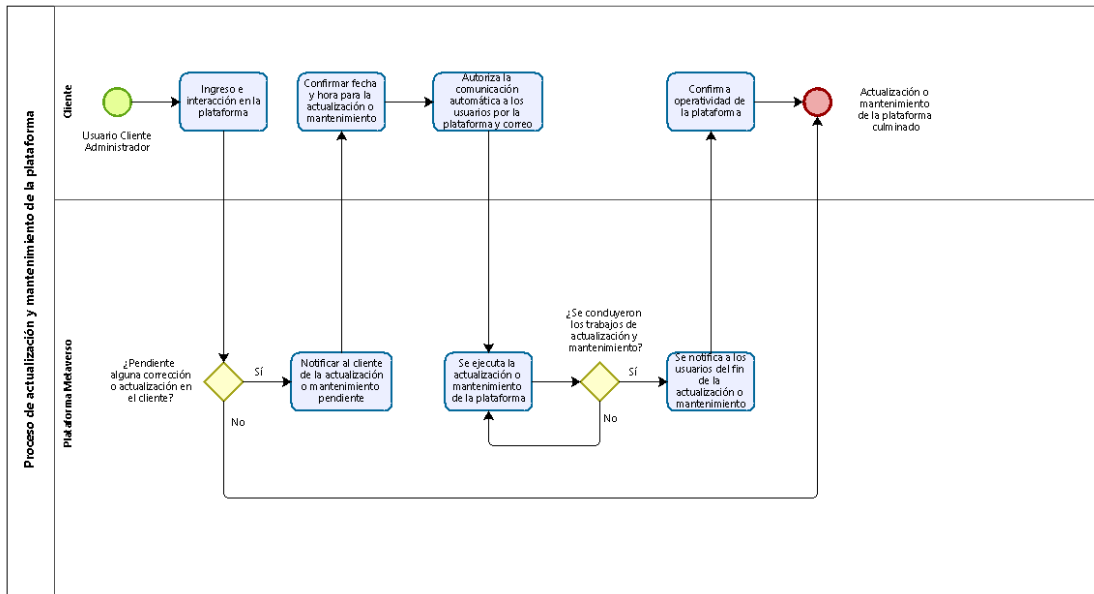 Proceso de actualización y mantenimiento de la plataforma
Cliente
Usuario Cliente
Administrador
Ingreso e
interacción en la
plataforma
Confirmar fecha
y hora para la
actualización o
mantenimiento
Autoriza la
comunicación
automática a los
usuarios por la
plataforma y correo
Confirma
operatividad de
la plataforma
Actualización o
mantenimiento
de la plataforma
culminado
Plataforma Metaverso
¿Pendiente
alguna corrección
o actualización en
el cliente?
Sí
No
Notificar al cliente
de la actualización
o mantenimiento
pendiente
Se ejecuta la
actualización o
mantenimiento
de la plataforma
¿Se concluyeron
los trabajos de
actualización y
mantenimiento?
Sí
No
Se notifica a los
usuarios del fin
de la
actualización o
mantenimiento